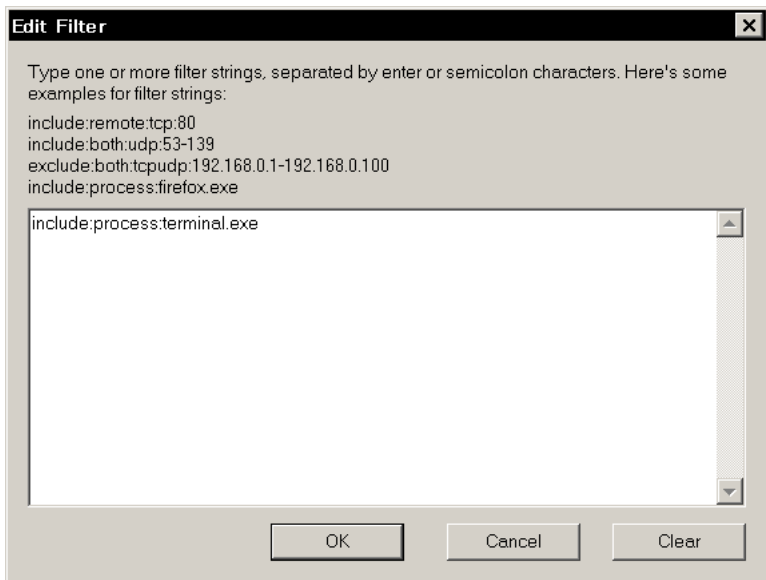 Edit Filter
Type one or more filter strings, separated by enter or semicolon characters. Here's some
examples for filter strings:
include:remote:tcp:80
include:both:udp:53-139
exclude:both:tcpudp:192.168.0.1-192.168.0.100
include:process:firefox.exe
include:process:terminal.exe
OK Cancel Clear